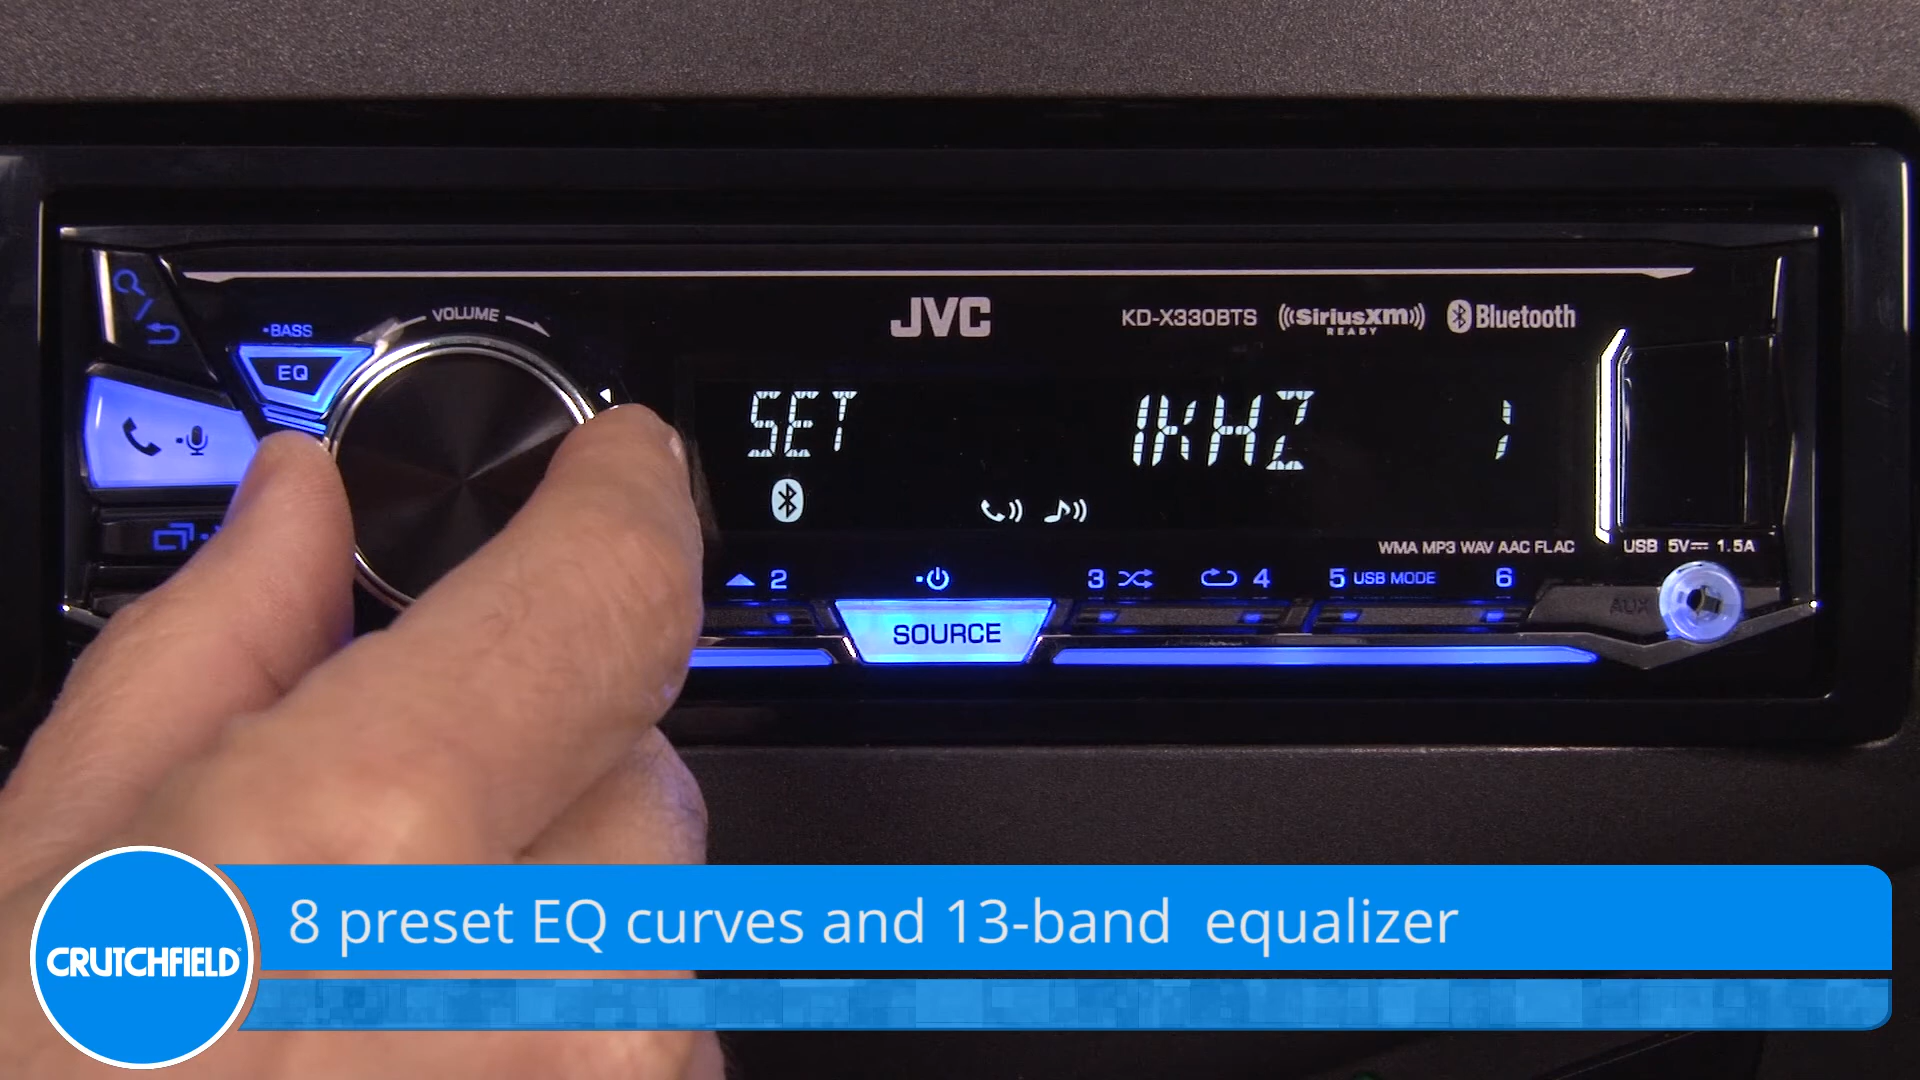 VOLUME
BASS
EQ
JVC
KD-X330BTS
SiriusXM
READY
Bluetooth
SET 1KHZ 1
WMA MP3 WAV AAC FLAC
USB 5V 1.5A
2
3
4
5 USB MODE
6
AUX
SOURCE
8 preset EQ curves and 13-band equalizer
CRUTCHFIELD